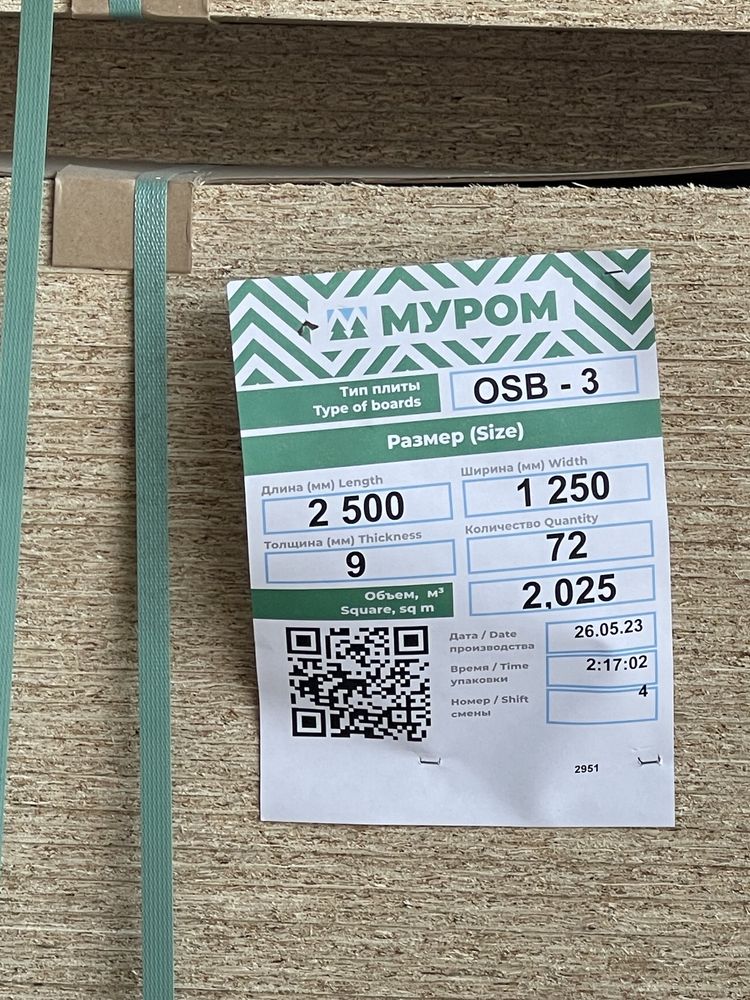 МУРОМ
Тип плиты
Type of boards
OSB - 3
Размер (Size)
Длина (мм) Length
Ширина (мм) Width
2 500
1 250
Толщина (мм) Thickness
Количество Quantity
9
72
Объем, м³
Square, sq m
2,025
Дата / Date
производства
26.05.23
Время / Time
упаковки
2:17:02
Номер / Shift
смены
4
2951